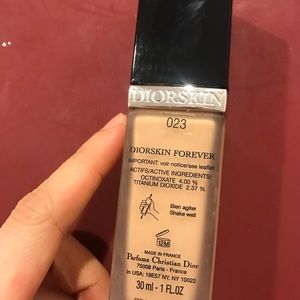 DIORSKIN
023
DIORSKIN FOREVER
IMPORTANT: voir notice/see leaflet
ACTIFS/ACTIVE INGREDIENTS:
OCTINOXATE 4.00 %
TITANIUM DIOXIDE 2.37 %
Bien agiter
Shake well
12M
MADE IN FRANCE
Parfums Christian Dior
75008 Paris - France
In USA: 19E57 NY, NY 10022
30 ml - 1 FL.OZ